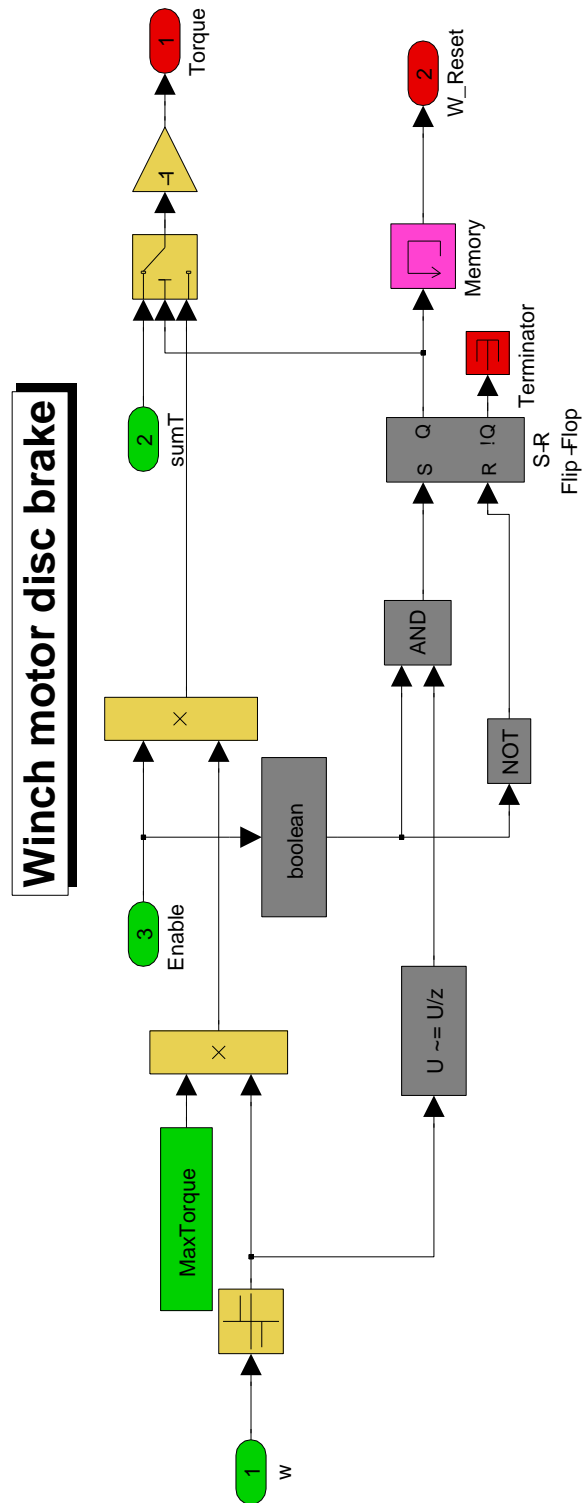 Winch motor disc brake
1
w
MaxTorque
×
3
Enable
×
boolean
U ~= U/z
AND
NOT
2
sumT
S
Q
R
!Q
S-R
Flip-Flop
Terminator
Memory
-1
1
Torque
2
W_Reset